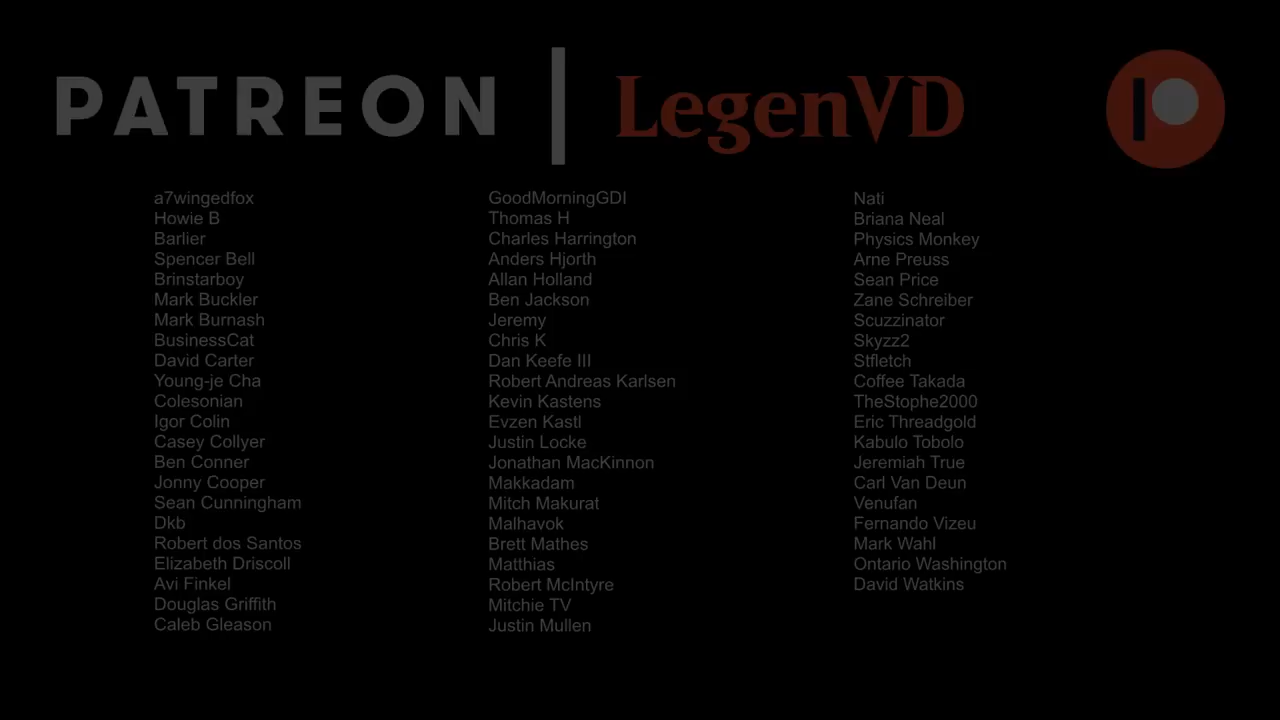 PATREON | LegenVD
a7wingedfox
Howie B
Barlier
Spencer Bell
Brinstarboy
Mark Buckler
Mark Burnash
BusinessCat
David Carter
Young-je Cha
Colesonian
Igor Colin
Casey Collyer
Ben Conner
Jonny Cooper
Sean Cunningham
Dkb
Robert dos Santos
Elizabeth Driscoll
Avi Finkel
Douglas Griffith
Caleb Gleason
GoodMorningGDI
Thomas H
Charles Harrington
Anders Hjorth
Allan Holland
Ben Jackson
Jeremy
Chris K
Dan Keefe III
Robert Andreas Karlsen
Kevin Kastens
Evzen Kastl
Justin Locke
Jonathan MacKinnon
Makkadam
Mitch Makurat
Malhavok
Brett Mathes
Matthias
Robert McIntyre
Mitchie TV
Justin Mullen
Nati
Briana Neal
Physics Monkey
Arne Preuss
Sean Price
Zane Schreiber
Scuzzinator
Skyzz2
Stfletch
Coffee Takada
TheStophe2000
Eric Threadgold
Kabulo Tobolo
Jeremiah True
Carl Van Deun
Venufan
Fernando Vizeu
Mark Wahl
Ontario Washington
David Watkins